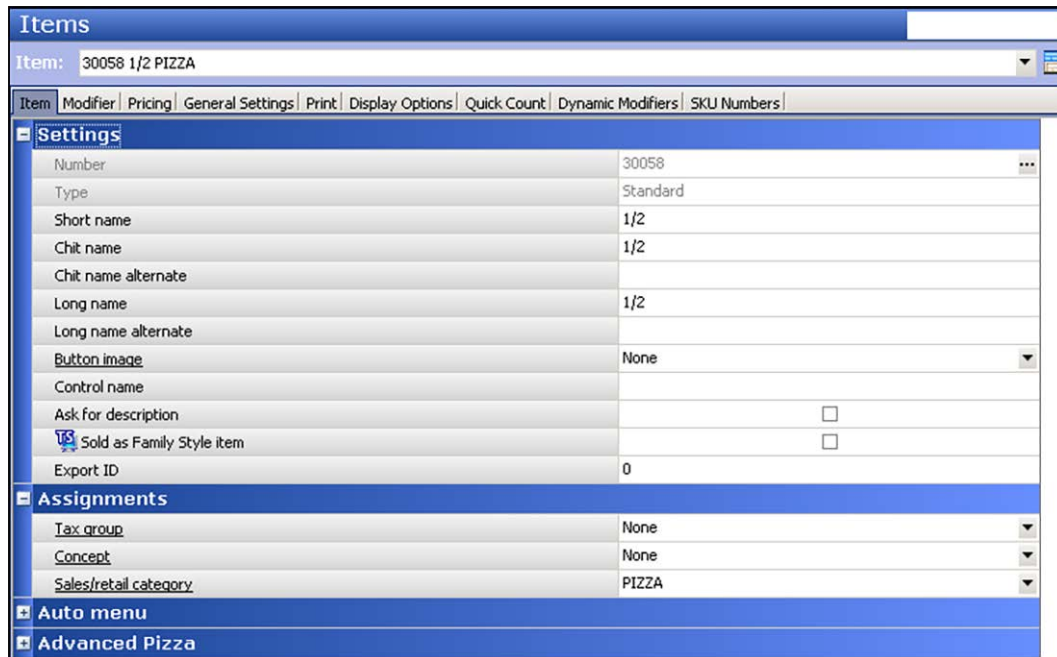 Items
Item: 30058 1/2 PIZZA
Item Modifier Pricing General Settings Print Display Options Quick Count Dynamic Modifiers SKU Numbers
Settings
Number 30058 ...
Type Standard
Short name 1/2
Chit name 1/2
Chit name alternate
Long name 1/2
Long name alternate
Button image None
Control name
Ask for description
TS Sold as Family Style item
Export ID 0
Assignments
Tax group None
Concept None
Sales/retail category PIZZA
Auto menu
Advanced Pizza